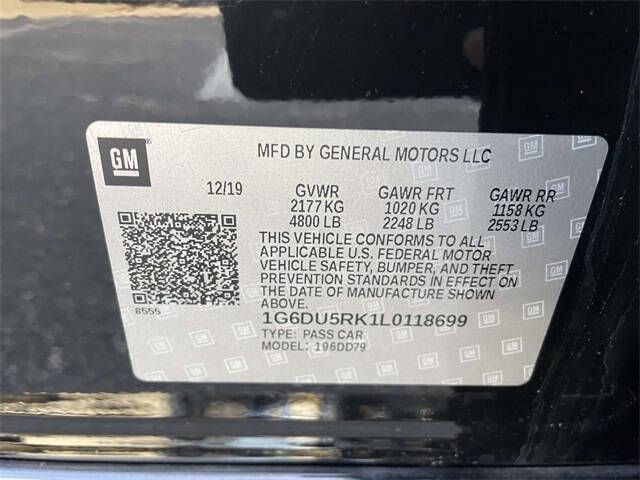 GM
MFD BY GENERAL MOTORS LLC
12/19 GVWR GAWR FRT GAWR RR
2177 KG 1020 KG 1158 KG
4800 LB 2248 LB 2553 LB
THIS VEHICLE CONFORMS TO ALL
APPLICABLE U.S. FEDERAL MOTOR
VEHICLE SAFETY, BUMPER, AND THEFT
PREVENTION STANDARDS IN EFFECT ON
THE DATE OF MANUFACTURE SHOWN
ABOVE.
8555
1G6DU5RK1L0118699
TYPE: PASS CAR
MODEL: 196DD79